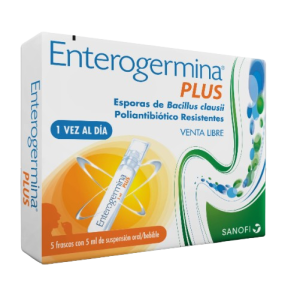 Enterogermina®
PLUS
Esporas de Bacillus clausii
Poliantibiótico Resistentes
VENTA LIBRE
1 VEZ AL DÍA
5 frascos con 5 ml de suspensión oral/bebible
SANOFI
Enterogermina®
PLUS